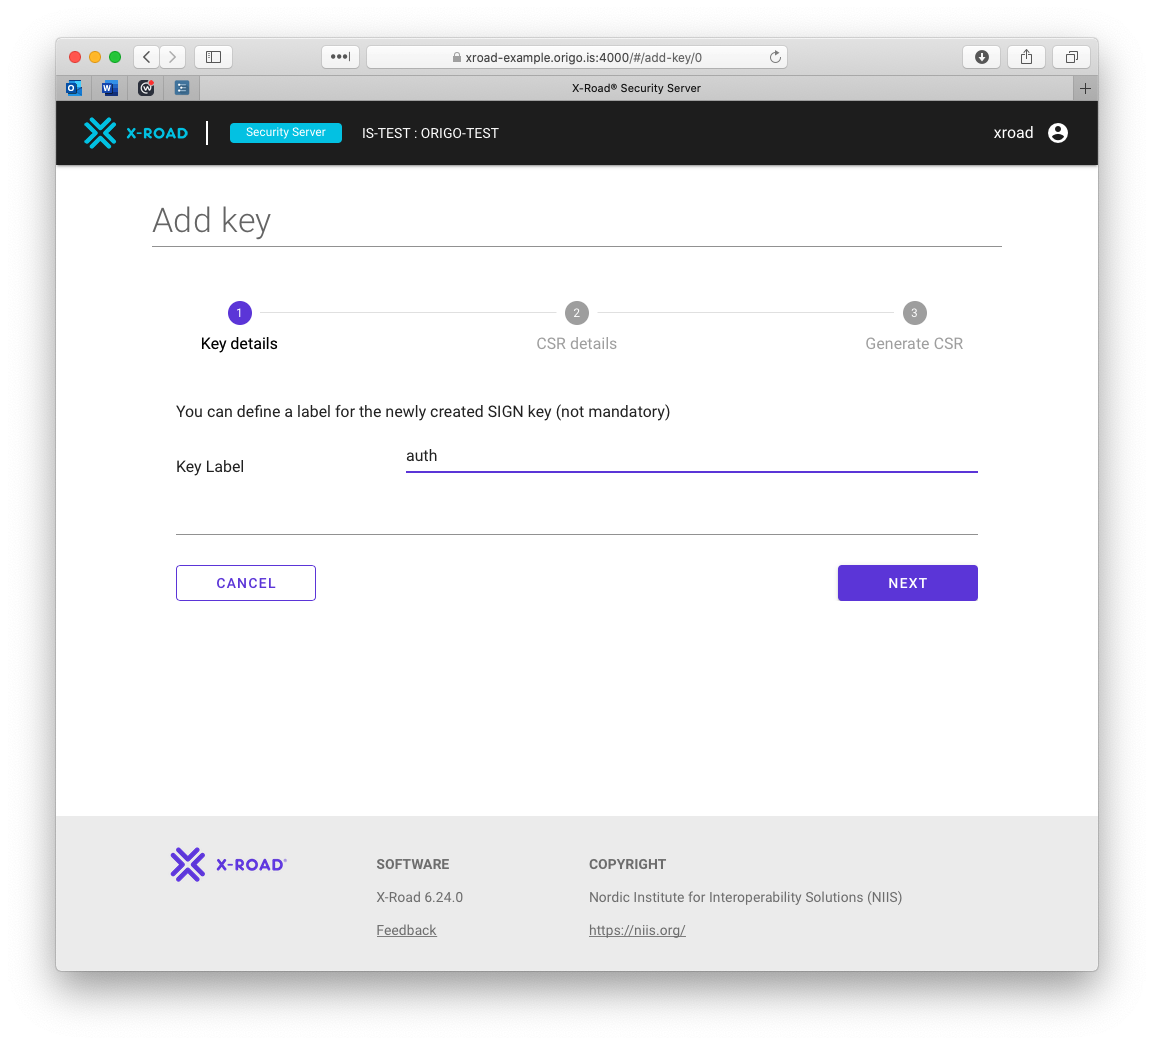 xroad-example.origo.is:4000/#/add-key/0
X-Road® Security Server
X-ROAD
Security Server
IS-TEST : ORIGO-TEST
xroad
Add key
1
2
3
Key details
CSR details
Generate CSR
You can define a label for the newly created SIGN key (not mandatory)
auth
Key Label
CANCEL
NEXT
X-ROAD®
SOFTWARE
COPYRIGHT
X-Road 6.24.0
Nordic Institute for Interoperability Solutions (NIIS)
Feedback
https://niis.org/